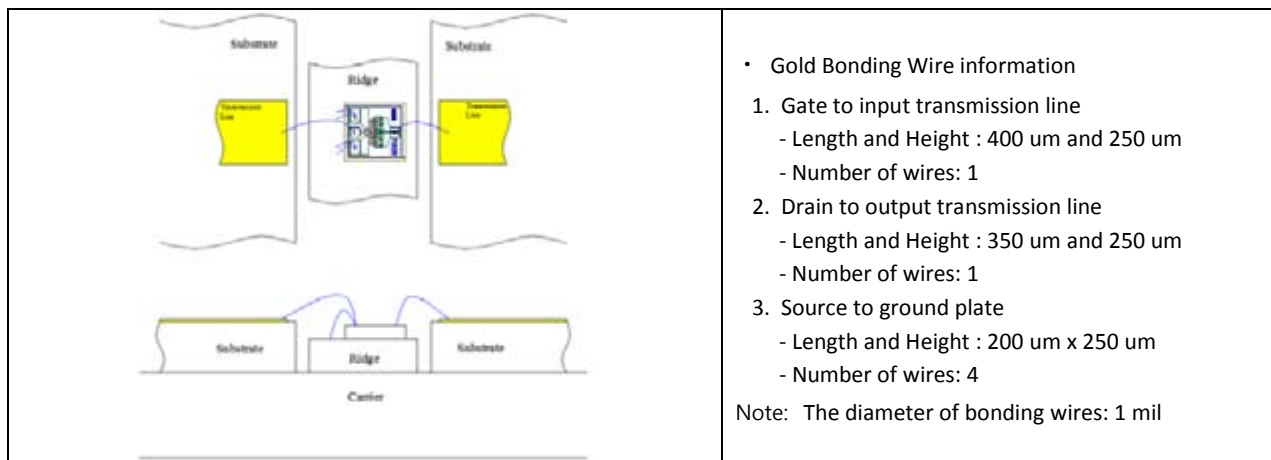 Substrate
Substrate
Ridge
Transmission
Line
Transmission
Line
Substrate
Ridge
Substrate
Carrier
・ Gold Bonding Wire information
1. Gate to input transmission line
- Length and Height : 400 um and 250 um
- Number of wires: 1
2. Drain to output transmission line
- Length and Height : 350 um and 250 um
- Number of wires: 1
3. Source to ground plate
- Length and Height : 200 um x 250 um
- Number of wires: 4
Note: The diameter of bonding wires: 1 mil